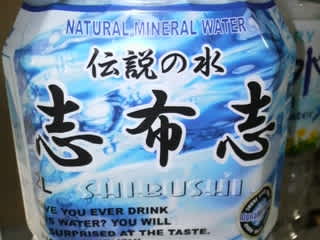 NATURAL MINERAL WATER
伝説の水
志布志
2L
SHIBUSHI
VE YOU EVER DRINK
S WATER? YOU WILL
SURPRISED AT THE TASTE.